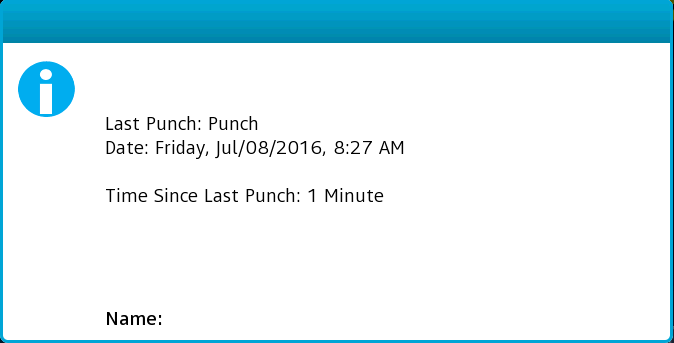 Last Punch: Punch
Date: Friday, Jul/08/2016, 8:27 AM
Time Since Last Punch: 1 Minute
Name: